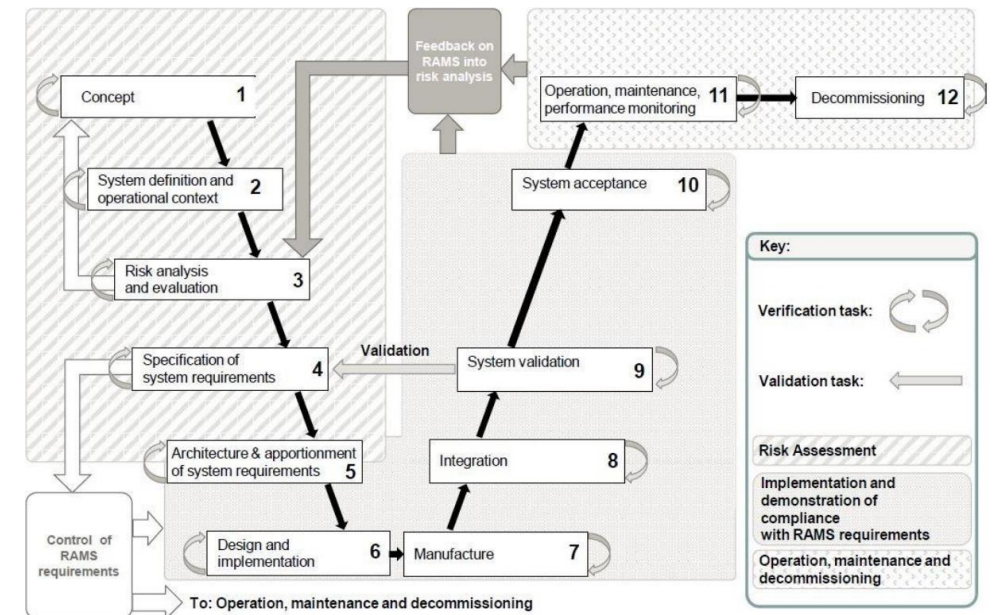 Feedback on
RAMS into
risk analysis
Concept 1
System definition and
operational context 2
Risk analysis
and evaluation 3
Specification of
system requirements 4
Architecture & apportionment
of system requirements 5
Design and
implementation 6
Manufacture 7
Integration 8
Validation
System validation 9
System acceptance 10
Operation, maintenance,
performance monitoring 11
Decommissioning 12
Control of
RAMS
requirements
To: Operation, maintenance and decommissioning
Key:
Verification task:
Validation task:
Risk Assessment
Implementation and
demonstration of
compliance
with RAMS requirements
Operation, maintenance and
decommissioning